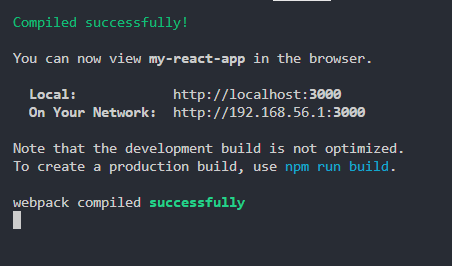 Compiled successfully!
You can now view my-react-app in the browser.
Local: http://localhost:3000
On Your Network: http://192.168.56.1:3000
Note that the development build is not optimized.
To create a production build, use npm run build.
webpack compiled successfully